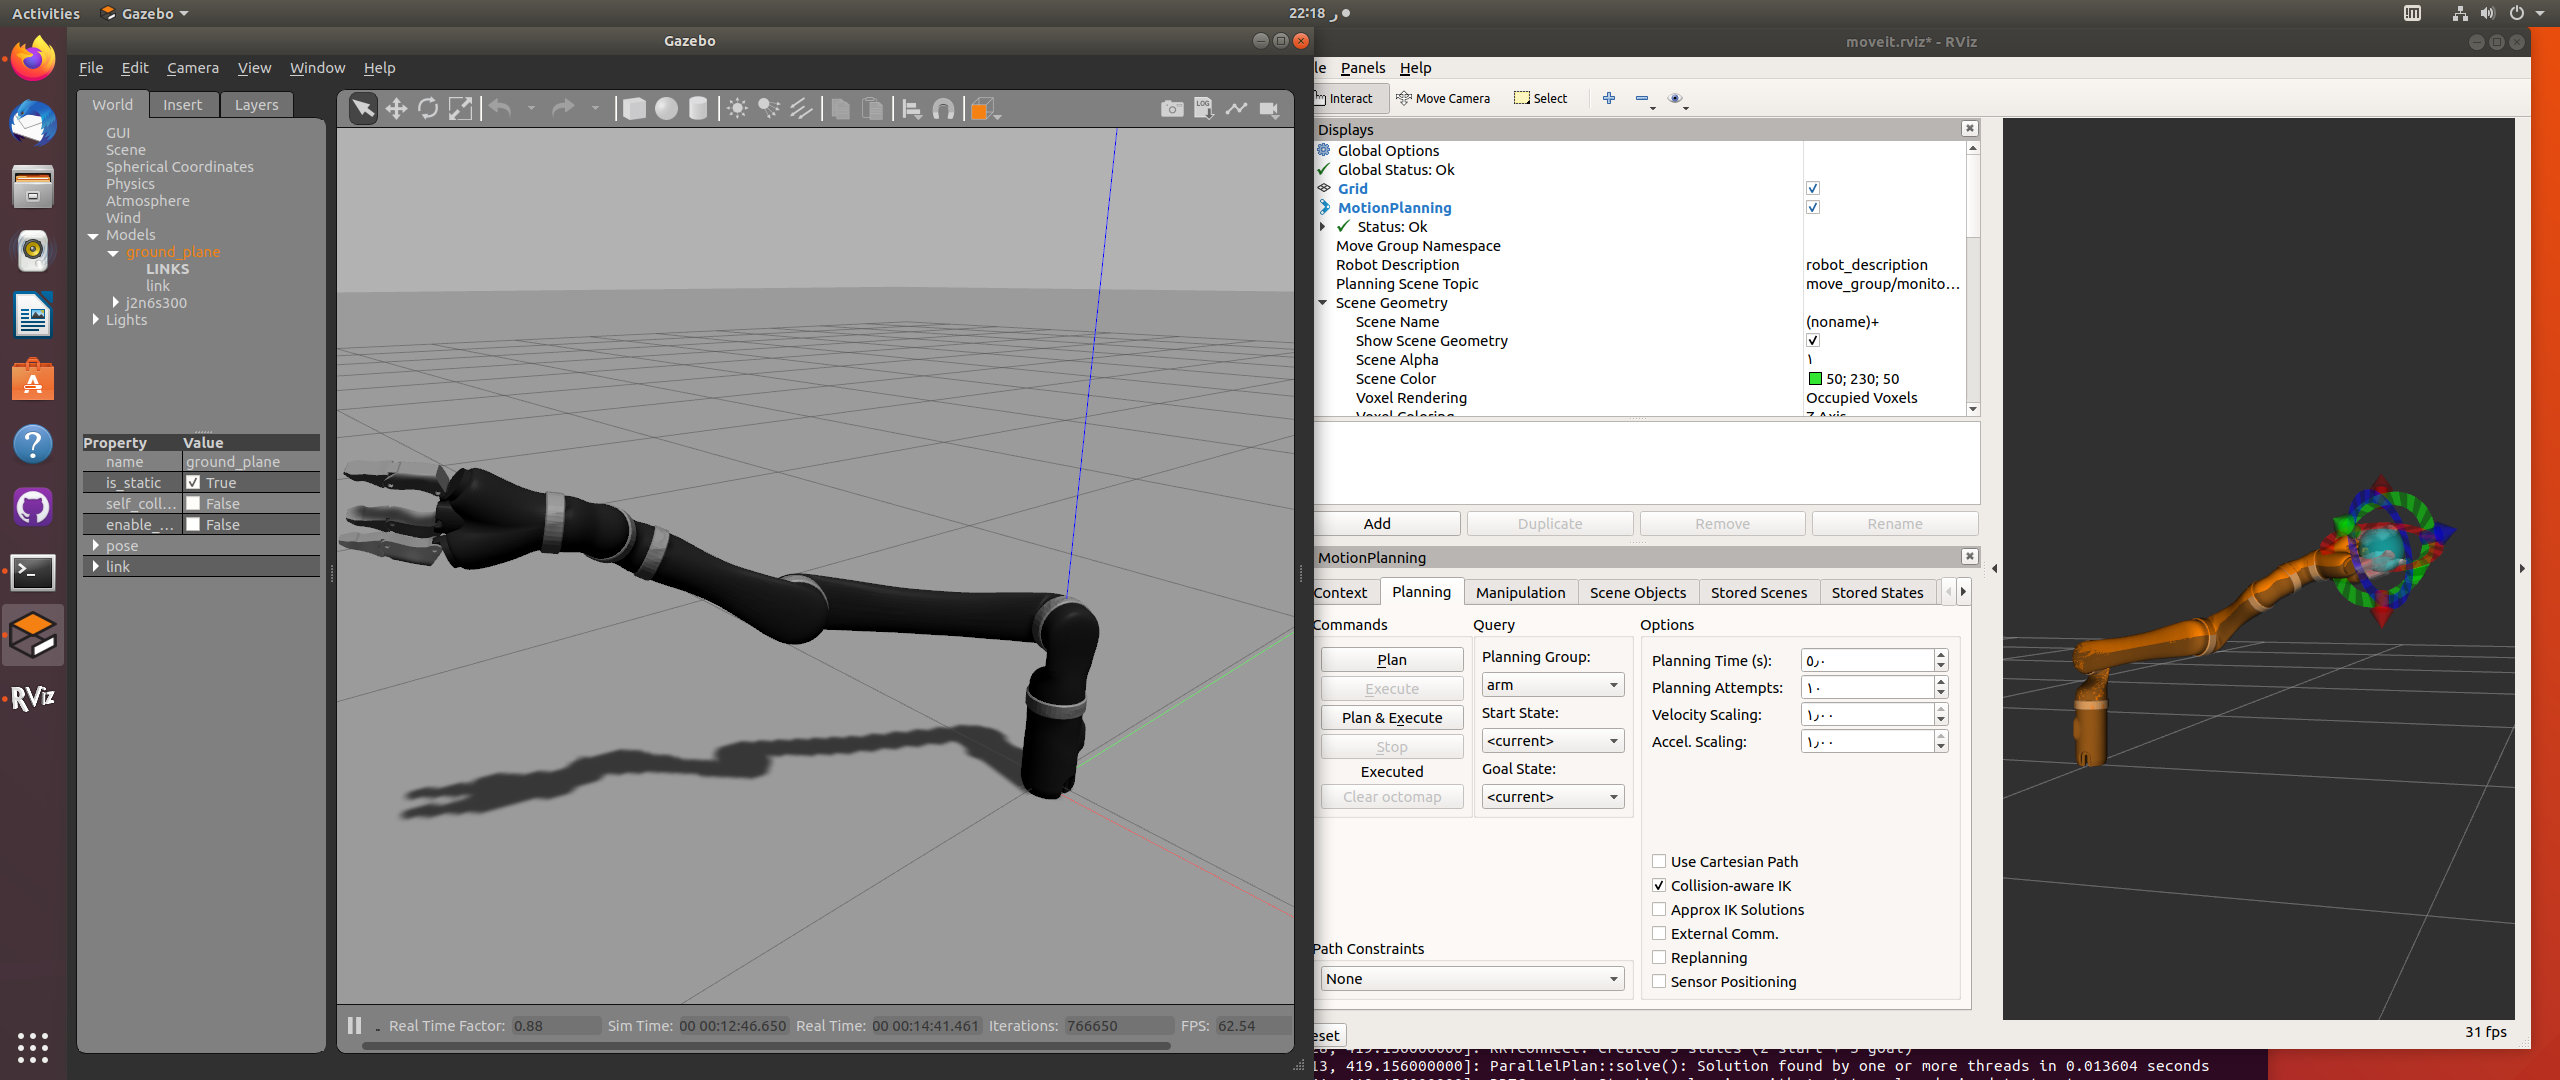 Activities Gazebo 22:18 ر
Gazebo
File Edit Camera View Window Help
World Insert Layers
LOG
GUI
Scene
Spherical Coordinates
Physics
Atmosphere
Wind
Models
ground_plane
LINKS
link
j2n6s300
Lights
Property Value
name ground_plane
is_static True
self_coll... False
enable_... False
pose
link
RViz
Real Time Factor: 0.88 Sim Time: 00 00:12:46.650 Real Time: 00 00:14:41.461 Iterations: 766650 FPS: 62.54
moveit.rviz* - RViz
le Panels Help
Interact Move Camera Select
Displays
Global Options
Global Status: Ok
Grid
MotionPlanning
Status: Ok
Move Group Namespace
Robot Description robot_description
Planning Scene Topic move_group/monito...
Scene Geometry
Scene Name (noname)+
Show Scene Geometry
Scene Alpha ١
Scene Color 50; 230; 50
Voxel Rendering Occupied Voxels
Voxel Coloring Z-Axis
Add Duplicate Remove Rename
MotionPlanning
Context Planning Manipulation Scene Objects Stored Scenes Stored States
Commands Query Options
Plan
Execute
Plan & Execute
Stop
Executed
Clear octomap
Planning Group:
arm
Start State:
<current>
Goal State:
<current>
Planning Time (s): ٥٫٠
Planning Attempts: ١٠
Velocity Scaling: ١٫٠٠
Accel. Scaling: ١٫٠٠
Use Cartesian Path
Collision-aware IK
Approx IK Solutions
External Comm.
Replanning
Sensor Positioning
Path Constraints
None
eset
31 fps
419.156000000]: ParallelPlan::solve(): Solution found by one or more threads in 0.013604 seconds